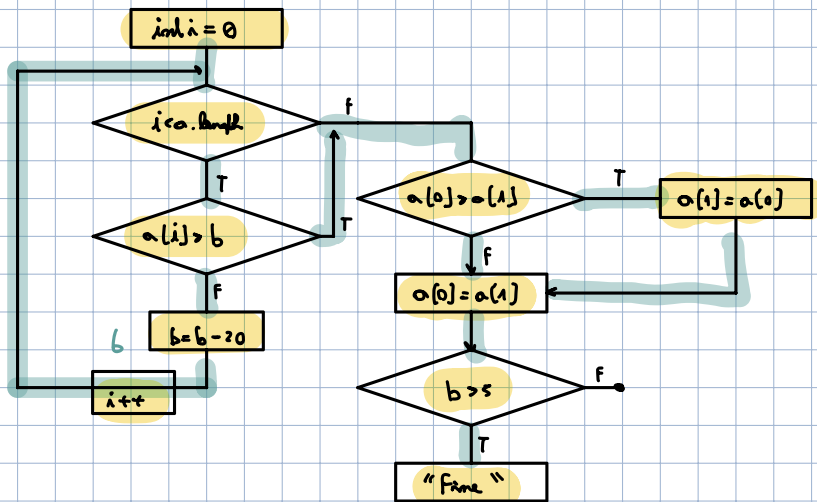 int i = 0
i < a.length
F
T
a[i] > b
T
F
b = b - 20
6
i++
a[0] > a[1]
T
a[1] = a[0]
F
a[0] = a[1]
b > 5
F
T
"Fine"